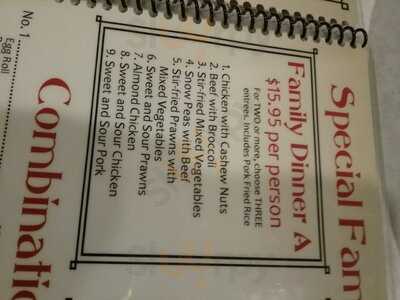 Special Fam
Family Dinner A
$15.95 per person
For TWO or more, choose THREE
entrees. Includes Pork Fried Rice
1. Chicken with Cashew Nuts
2. Beef with Broccoli
3. Stir-fried Mixed Vegetables
4. Snow Peas with Beef
5. Stir-fried Prawns with
Mixed Vegetables
6. Sweet and Sour Prawns
7. Almond Chicken
8. Sweet and Sour Chicken
9. Sweet and Sour Pork
Combinatio
No. 1
Egg Roll